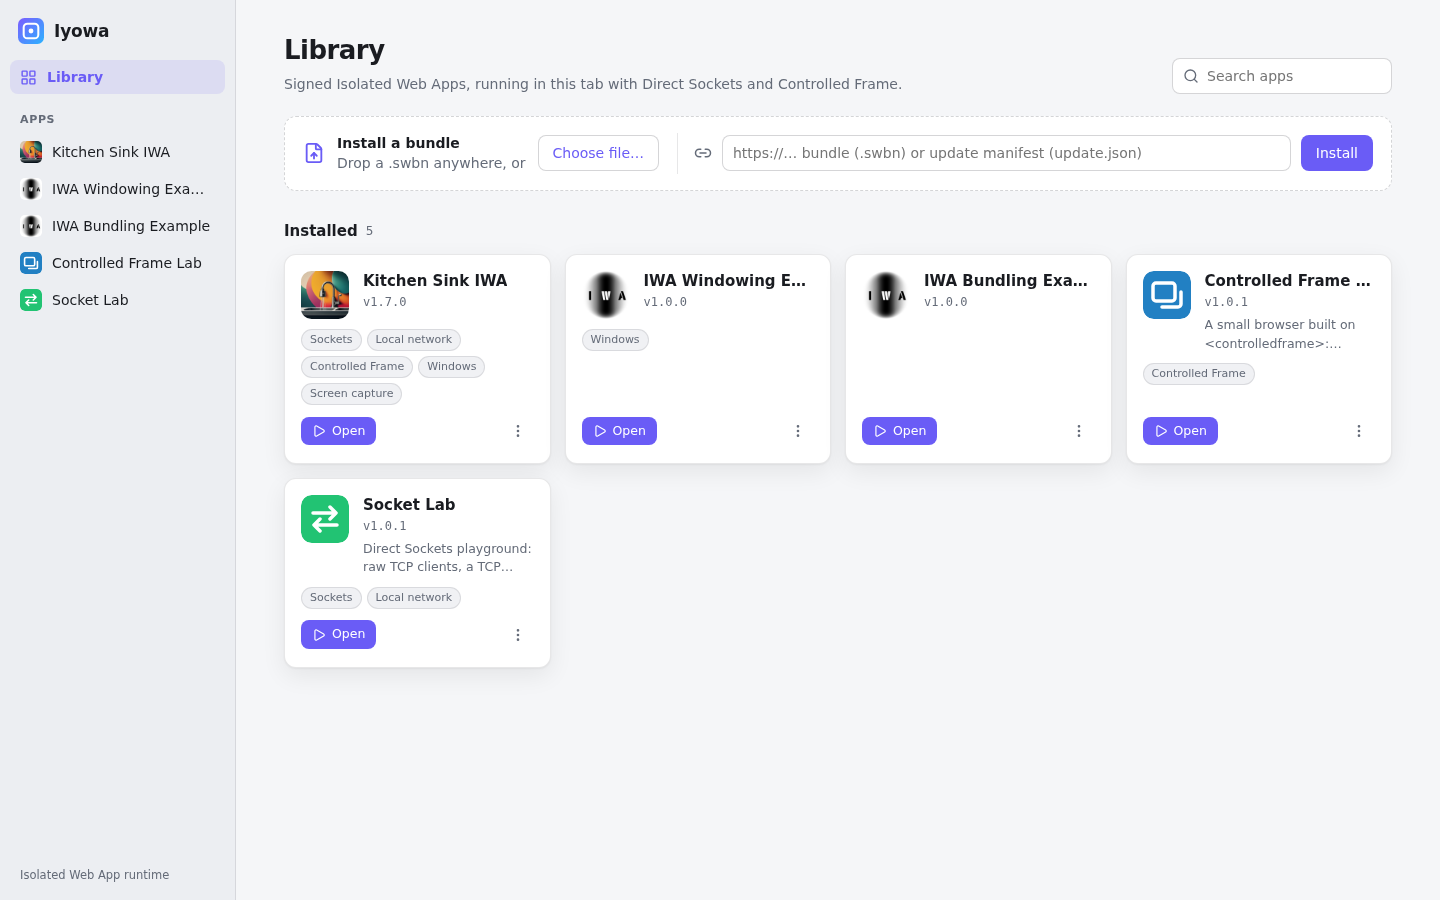 Iyowa
Library
APPS
Kitchen Sink IWA
IWA Windowing Exa…
IWA Bundling Example
Controlled Frame Lab
Socket Lab
Isolated Web App runtime
Library
Signed Isolated Web Apps, running in this tab with Direct Sockets and Controlled Frame.
Search apps
Install a bundle
Drop a .swbn anywhere, or
Choose file…
https://… bundle (.swbn) or update manifest (update.json)
Install
Installed 5
Kitchen Sink IWA
v1.7.0
Sockets
Local network
Controlled Frame
Windows
Screen capture
Open
IWA Windowing E…
v1.0.0
Windows
Open
IWA Bundling Exa…
v1.0.0
Open
Controlled Frame …
v1.0.1
A small browser built on
<controlledframe>:…
Controlled Frame
Open
Socket Lab
v1.0.1
Direct Sockets playground:
raw TCP clients, a TCP…
Sockets
Local network
Open